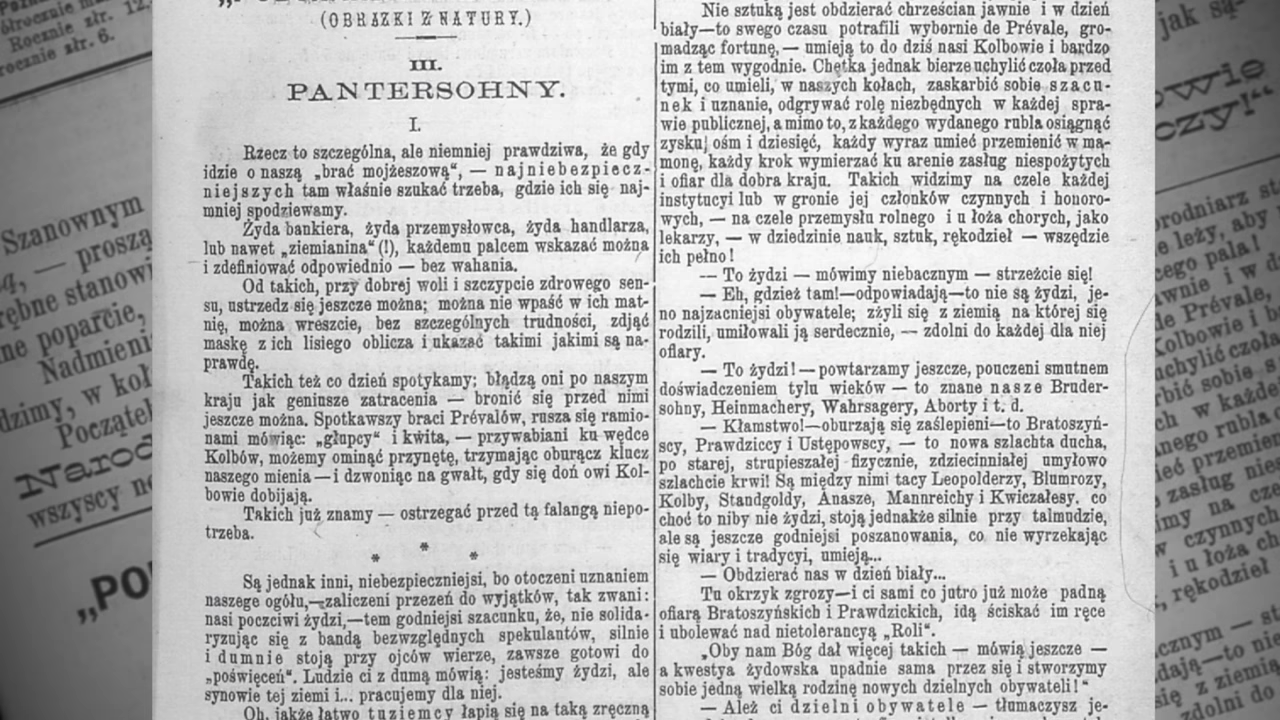 (OBRAZKI Z NATURY.)
III.
PANTERSOHNY.
I.
Rzecz to szczególna, ale niemniej prawdziwa, że gdy
idzie o naszą „brać mojżeszową“, — najniebezpiecz-
niejszych tam właśnie szukać trzeba, gdzie ich się naj-
mniej spodziewamy.
Żyda bankiera, żyda przemysłowca, żyda handlarza,
lub nawet „ziemianina“ (!), każdemu palcem wskazać można
i zdefiniować odpowiednio — bez wahania.
Od takich, przy dobrej woli i szczypcie zdrowego sen-
su, ustrzedz się jeszcze można; można nie wpaść w ich mat-
nię, można wreszcie, bez szczególnych trudności, zdjąć
maskę z ich lisiego oblicza i ukazać takimi jakimi są na-
prawdę.
Takich też co dzień spotykamy; błądzą oni po naszym
kraju jak geniusze zatracenia — bronić się przed nimi
jeszcze można. Spotkawszy braci Prévalów, rusza się ramio-
nami mówiąc: „głupcy“ i kwita, — przywabiani ku wędce
Kolbów, możemy ominąć przynętę, trzymając oburącz klucz
naszego mienia — i dzwoniąc na gwałt, gdy się doń owi Kol-
bowie dobijają.
Takich już znamy — ostrzegać przed tą falangą niepo-
trzeba.
* * *
Są jednak inni, niebezpieczniejsi, bo otoczeni uznaniem
naszego ogółu,—zaliczeni przezeń do wyjątków, tak zwani:
nasi poczciwi żydzi,—tem godniejsi szacunku, że, nie solida-
ryzując się z bandą bezwzględnych spekulantów, silnie
i dumnie stoją przy ojców wierze, zawsze gotowi do
„poświęceń“. Ludzie ci z dumą mówią: jesteśmy żydzi, ale
synowie tej ziemi i... pracujemy dla niej.
Oh, jakże łatwo tuziemcy łapią się na taką zręczną
Nie sztuką jest obdzierać chrześcian jawnie i w dzień
biały—to swego czasu potrafili wybornie de Prévale, gro-
madząc fortunę, — umieją to do dziś nasi Kolbowie i bardzo
im z tem wygodnie. Chętka jednak bierze uchylić czoła przed
tymi, co umieli, w naszych kołach, zaskarbić sobie szacu-
nek i uznanie, odgrywać rolę niezbędnych w każdej spra-
wie publicznej, a mimo to, z każdego wydanego rubla osiągnąć
zysku ośm i dziesięć, każdy wyraz umieć przemienić w ma-
monę, każdy krok wymierzać ku arenie zasług niespożytych
i ofiar dla dobra kraju. Takich widzimy na czele każdej
instytucyi lub w gronie jej członków czynnych i honoro-
wych, — na czele przemysłu rolnego i u łoża chorych, jako
lekarzy, — w dziedzinie nauk, sztuk, rękodzieł — wszędzie
ich pełno!
— To żydzi — mówimy niebacznym — strzeżcie się!
— Eh, gdzież tam!—odpowiadają—to nie są żydzi, je-
no najzacniejsi obywatele; zżyli się z ziemią na której się
rodzili, umiłowali ją serdecznie, — zdolni do każdej dla niej
ofiary.
— To żydzi! — powtarzamy jeszcze, pouczeni smutnem
doświadczeniem tylu wieków — to znane nasze Bruder-
sohny, Heinmachery, Wahrsagery, Aborty i t. d.
— Kłamstwo!—oburzają się zaślepieni—to Bratoszyń-
scy, Prawdziccy i Ustępowscy, — to nowa szlachta ducha,
po starej, strupieszałej fizycznie, zdziecinniałej umyłowo
szlachcie krwi! Są między nimi tacy Leopolderzy, Blumrozy,
Kolby, Standgoldy, Anasze, Mannreichy i Kwiczałesy. co
choć to niby nie żydzi, stoją jednakże silnie przy talmudzie,
ale są jeszcze godniejsi poszanowania, co nie wyrzekając
się wiary i tradycyi, umieją...
— Obdzierać nas w dzień biały...
Tu okrzyk zgrozy—i ci sami co jutro już może padną
ofiarą Bratoszyńskich i Prawdzickich, idą ściskać im ręce
i ubolewać nad nietolerancyą „Roli“.
„Oby nam Bóg dał więcej takich — mówią jeszcze —
a kwestya żydowska upadnie sama przez się i stworzymy
sobie jedną wielką rodzinę nowych dzielnych obywateli!“
— Ależ ci dzielni obywatele — tłumaczysz je-